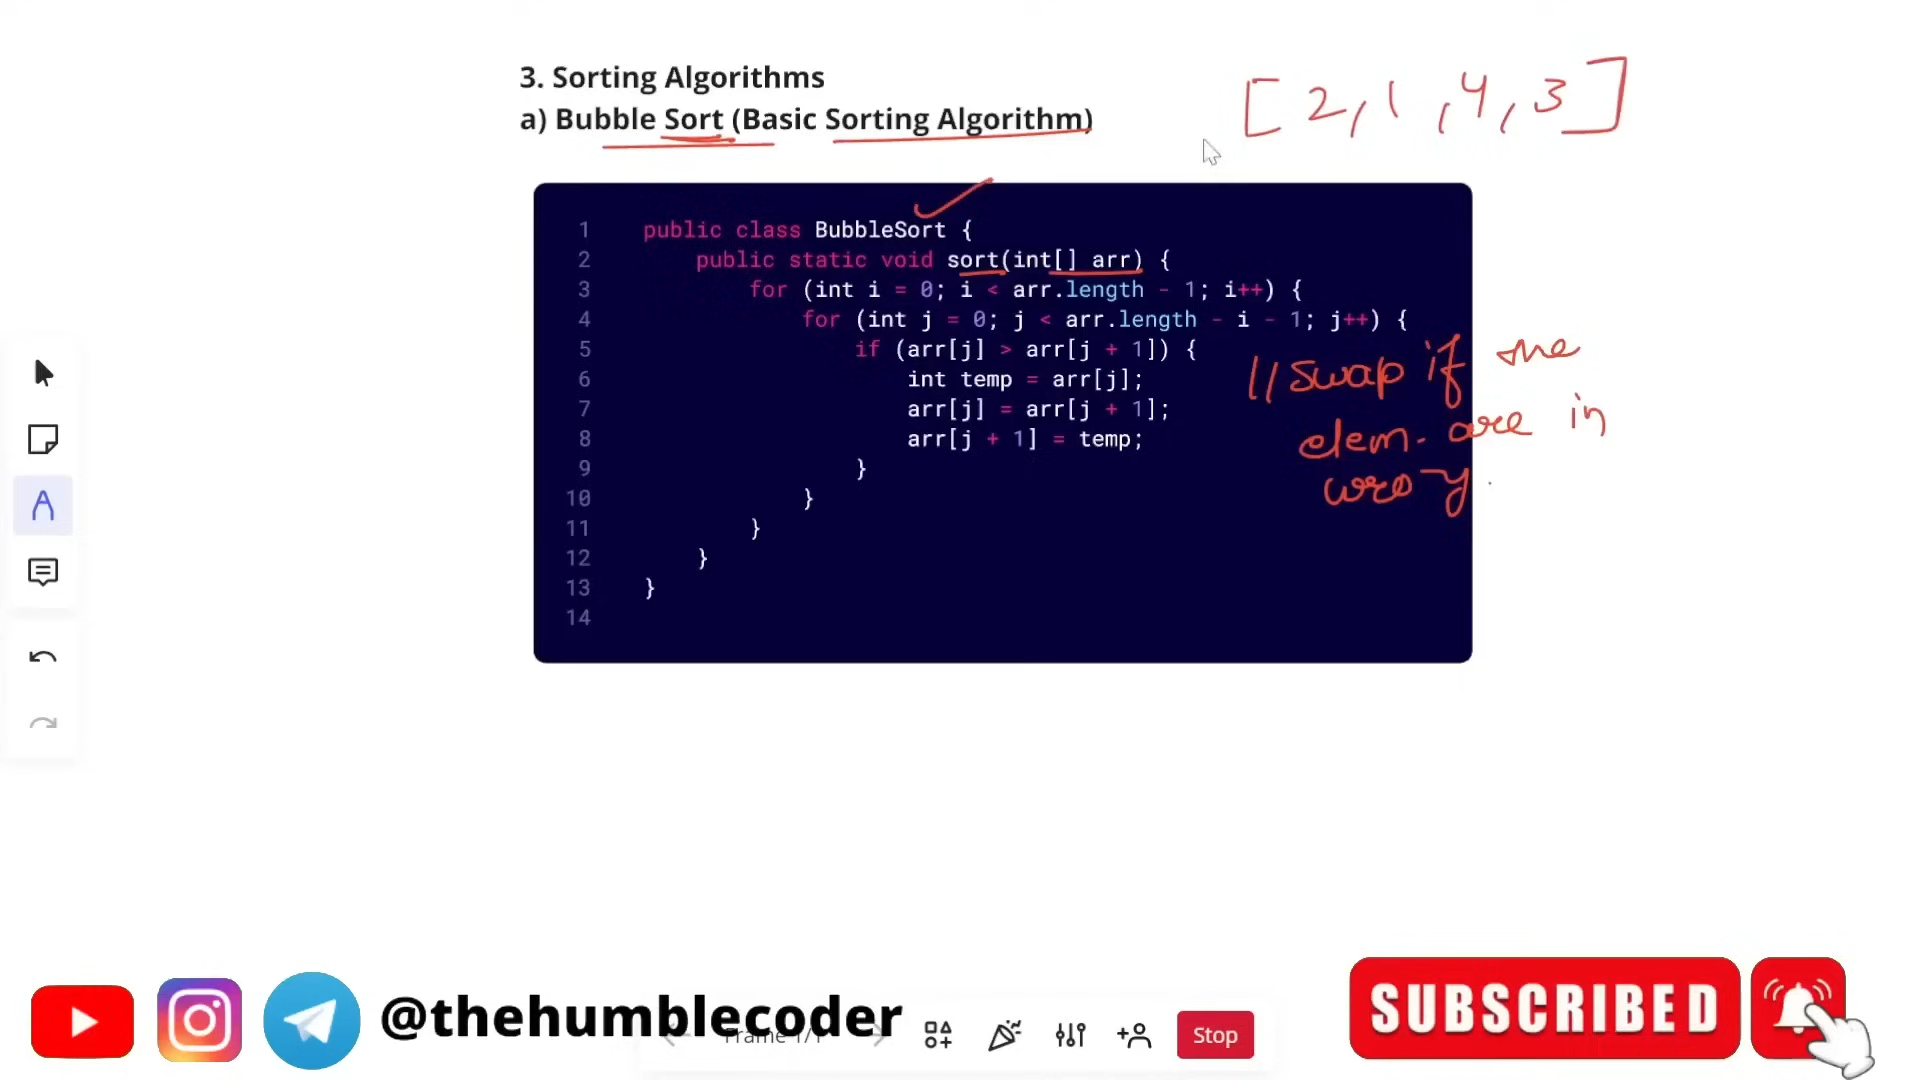 3. Sorting Algorithms
a) Bubble Sort (Basic Sorting Algorithm)
[2, 1, 4, 3]
1 public class BubbleSort {
2 public static void sort(int[] arr) {
3 for (int i = 0; i < arr.length - 1; i++) {
4 for (int j = 0; j < arr.length - i - 1; j++) {
5 if (arr[j] > arr[j + 1]) {
6 int temp = arr[j];
7 arr[j] = arr[j + 1];
8 arr[j + 1] = temp;
9 }
10 }
11 }
12 }
13 }
14
//swap if the
elem. are in
@thehumblecoder
Frame 1/1
Stop
SUBSCRIBED